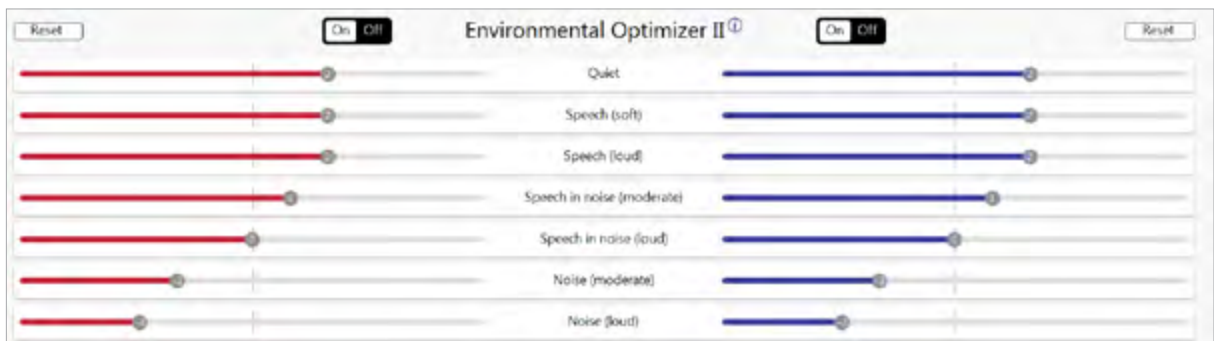 Reset On Off Environmental Optimizer II On Off Reset
Quiet
Speech (soft)
Speech (loud)
Speech in noise (moderate)
Speech in noise (loud)
Noise (moderate)
Noise (loud)